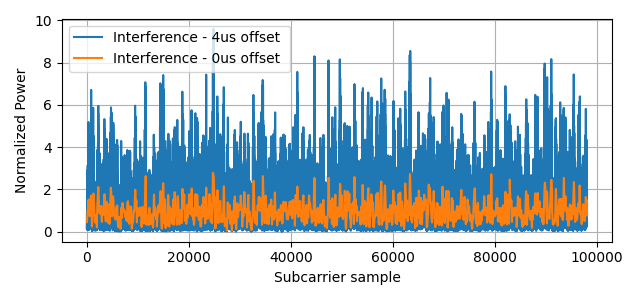 10
8
6
4
2
0
Normalized Power
Interference - 4us offset
Interference - 0us offset
0 20000 40000 60000 80000 100000
Subcarrier sample